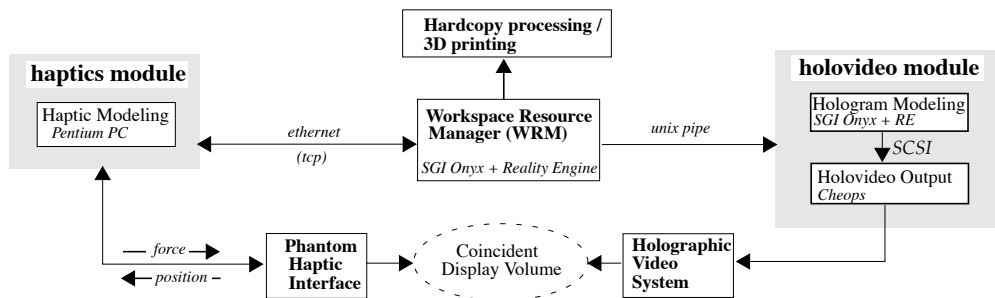 Hardcopy processing /
3D printing
haptics module
Haptic Modeling
Pentium PC
ethernet
(tcp)
Workspace Resource
Manager (WRM)
SGI Onyx + Reality Engine
unix pipe
holovideo module
Hologram Modeling
SGI Onyx + RE
SCSI
Holovideo Output
Cheops
force
position
Phantom
Haptic
Interface
Coincident
Display Volume
Holographic
Video
System